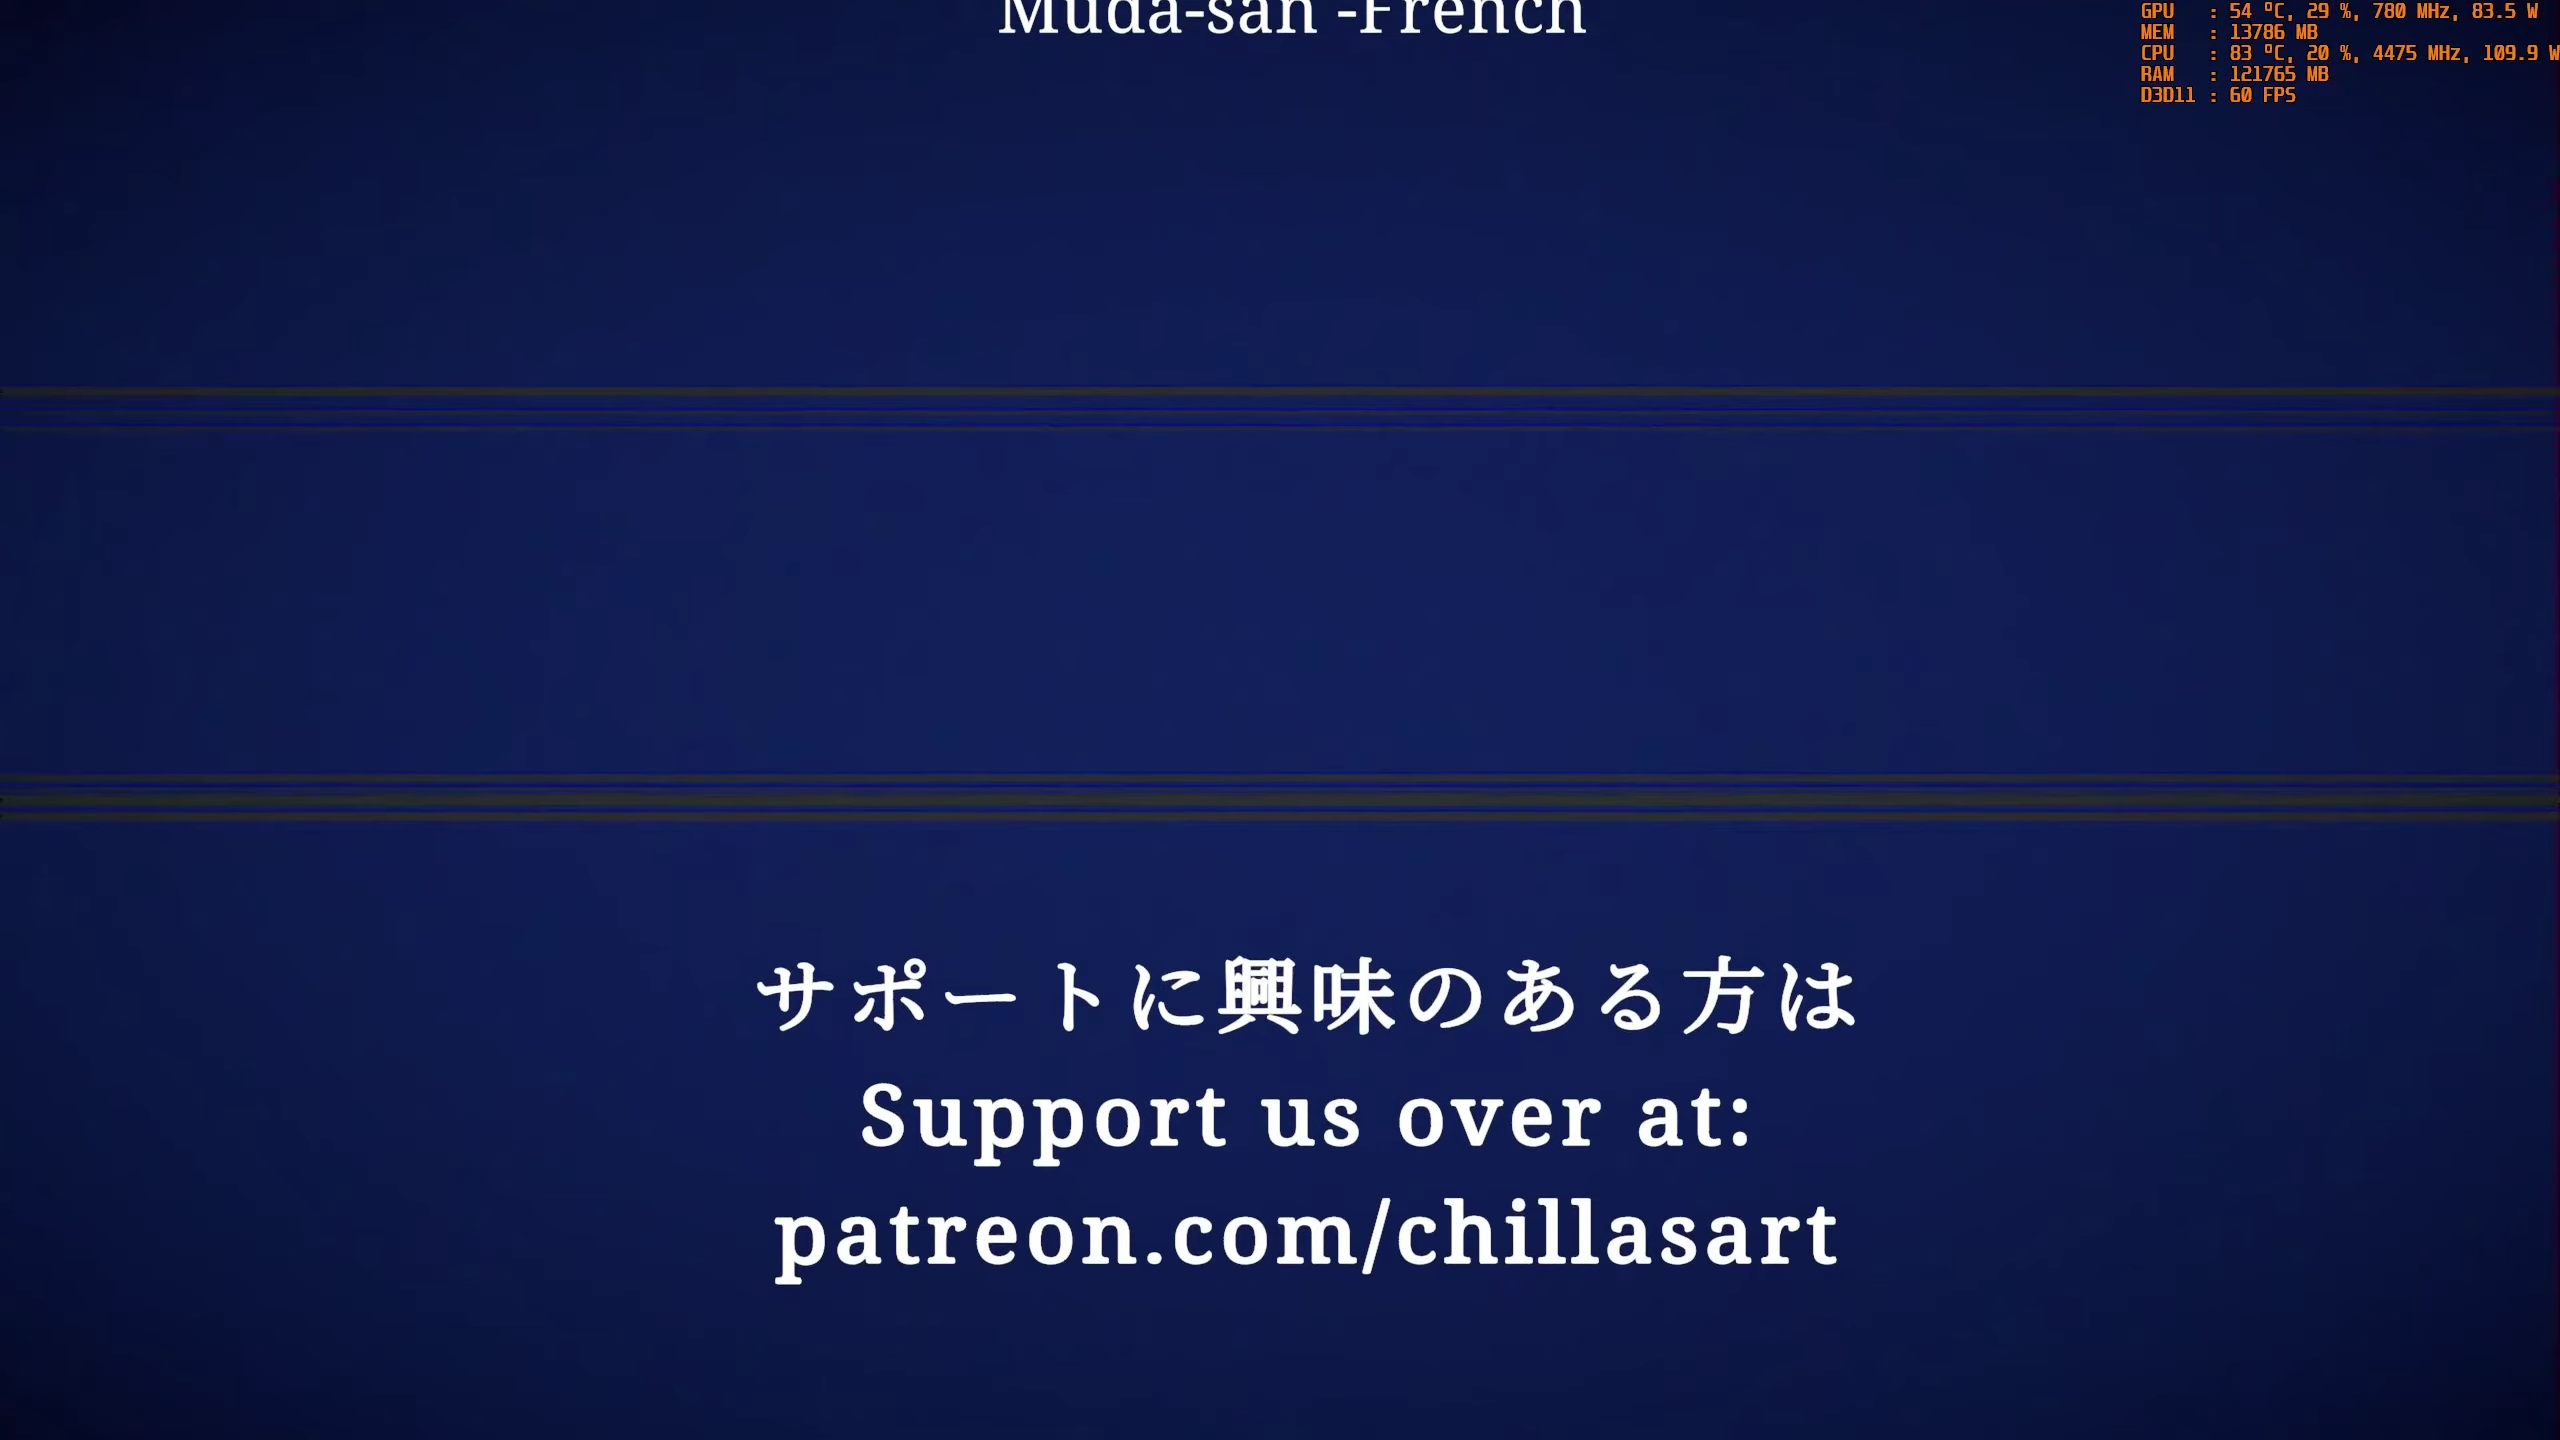 Muda-san -French
GPU : 54 ºC, 29 %, 780 MHz, 83.5 W
MEM : 13786 MB
CPU : 83 ºC, 20 %, 4475 MHz, 109.9 W
RAM : 121765 MB
D3D11 : 60 FPS
サポートに興味のある方は
Support us over at:
patreon.com/chillasart